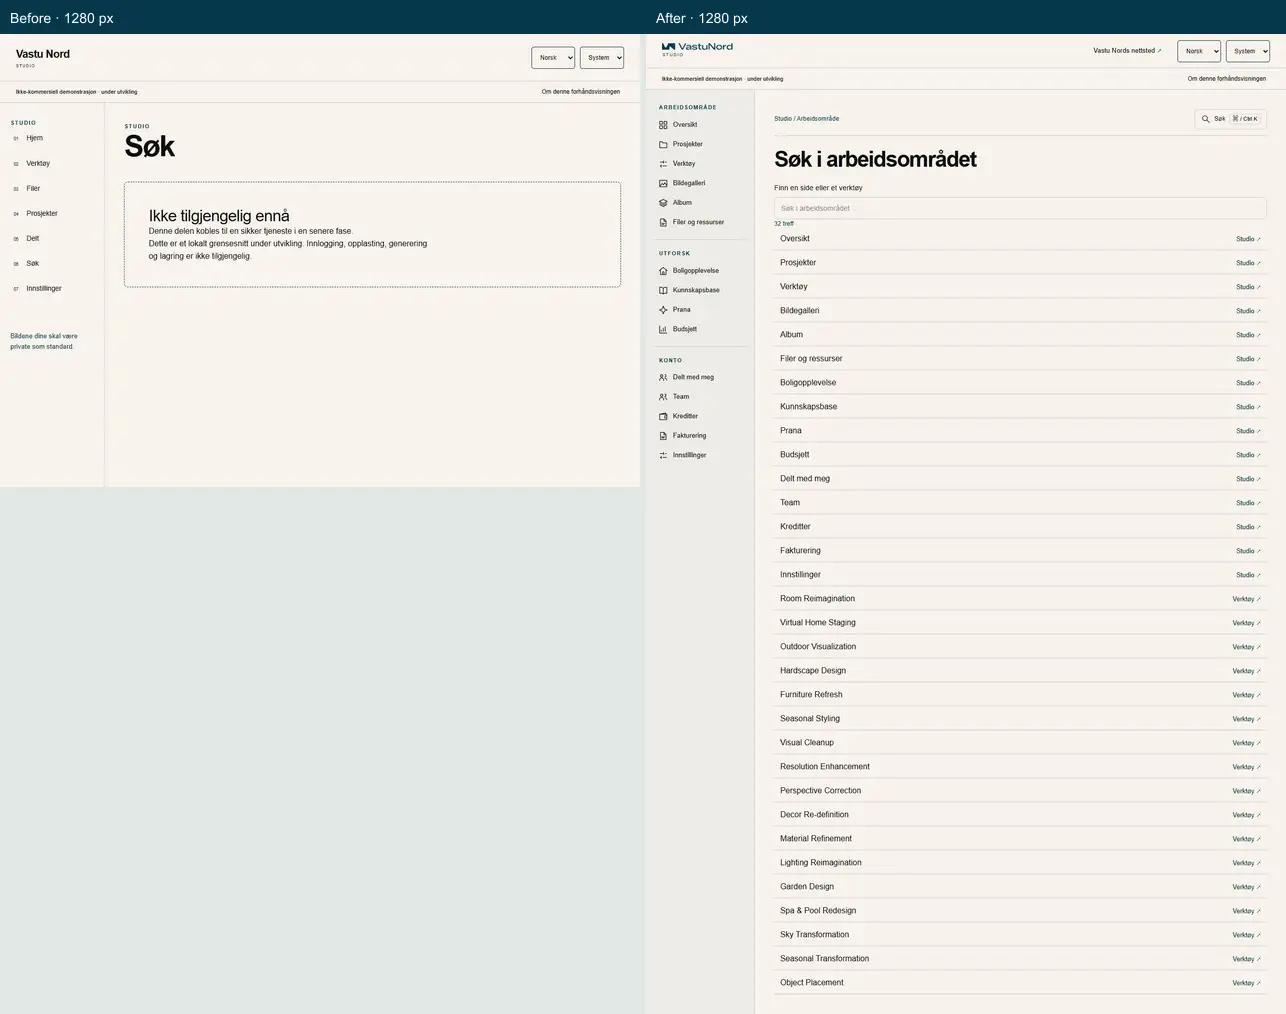 Before · 1280 px
Vastu Nord
STUDIO
Norsk
System
Ikke-kommersiell demonstrasjon · under utvikling
Om denne forhåndsvisningen
STUDIO
01 Hjem
02 Verktøy
03 Filer
04 Prosjekter
05 Delt
06 Søk
07 Innstillinger
Bildene dine skal være
private som standard.
STUDIO
Søk
Ikke tilgjengelig ennå
Denne delen kobles til en sikker tjeneste i en senere fase.
Dette er et lokalt grensesnitt under utvikling. Innlogging, opplasting, generering
og lagring er ikke tilgjengelig.
After · 1280 px
VastuNord
STUDIO
Vastu Nords nettsted ↗
Norsk
System
Ikke-kommersiell demonstrasjon · under utvikling
Om denne forhåndsvisningen
ARBEIDSOMRÅDE
Oversikt
Prosjekter
Verktøy
Bildegalleri
Album
Filer og ressurser
UTFORSK
Boligopplevelse
Kunnskapsbase
Prana
Budsjett
KONTO
Delt med meg
Team
Kreditter
Fakturering
Innstillinger
Studio / Arbeidsområde
Søk ⌘ / Ctrl K
Søk i arbeidsområdet
Finn en side eller et verktøy
Søk i arbeidsområdet …
32 treff
Oversikt Studio ↗
Prosjekter Studio ↗
Verktøy Studio ↗
Bildegalleri Studio ↗
Album Studio ↗
Filer og ressurser Studio ↗
Boligopplevelse Studio ↗
Kunnskapsbase Studio ↗
Prana Studio ↗
Budsjett Studio ↗
Delt med meg Studio ↗
Team Studio ↗
Kreditter Studio ↗
Fakturering Studio ↗
Innstillinger Studio ↗
Room Reimagination Verktøy ↗
Virtual Home Staging Verktøy ↗
Outdoor Visualization Verktøy ↗
Hardscape Design Verktøy ↗
Furniture Refresh Verktøy ↗
Seasonal Styling Verktøy ↗
Visual Cleanup Verktøy ↗
Resolution Enhancement Verktøy ↗
Perspective Correction Verktøy ↗
Decor Re-definition Verktøy ↗
Material Refinement Verktøy ↗
Lighting Reimagination Verktøy ↗
Garden Design Verktøy ↗
Spa & Pool Redesign Verktøy ↗
Sky Transformation Verktøy ↗
Seasonal Transformation Verktøy ↗
Object Placement Verktøy ↗